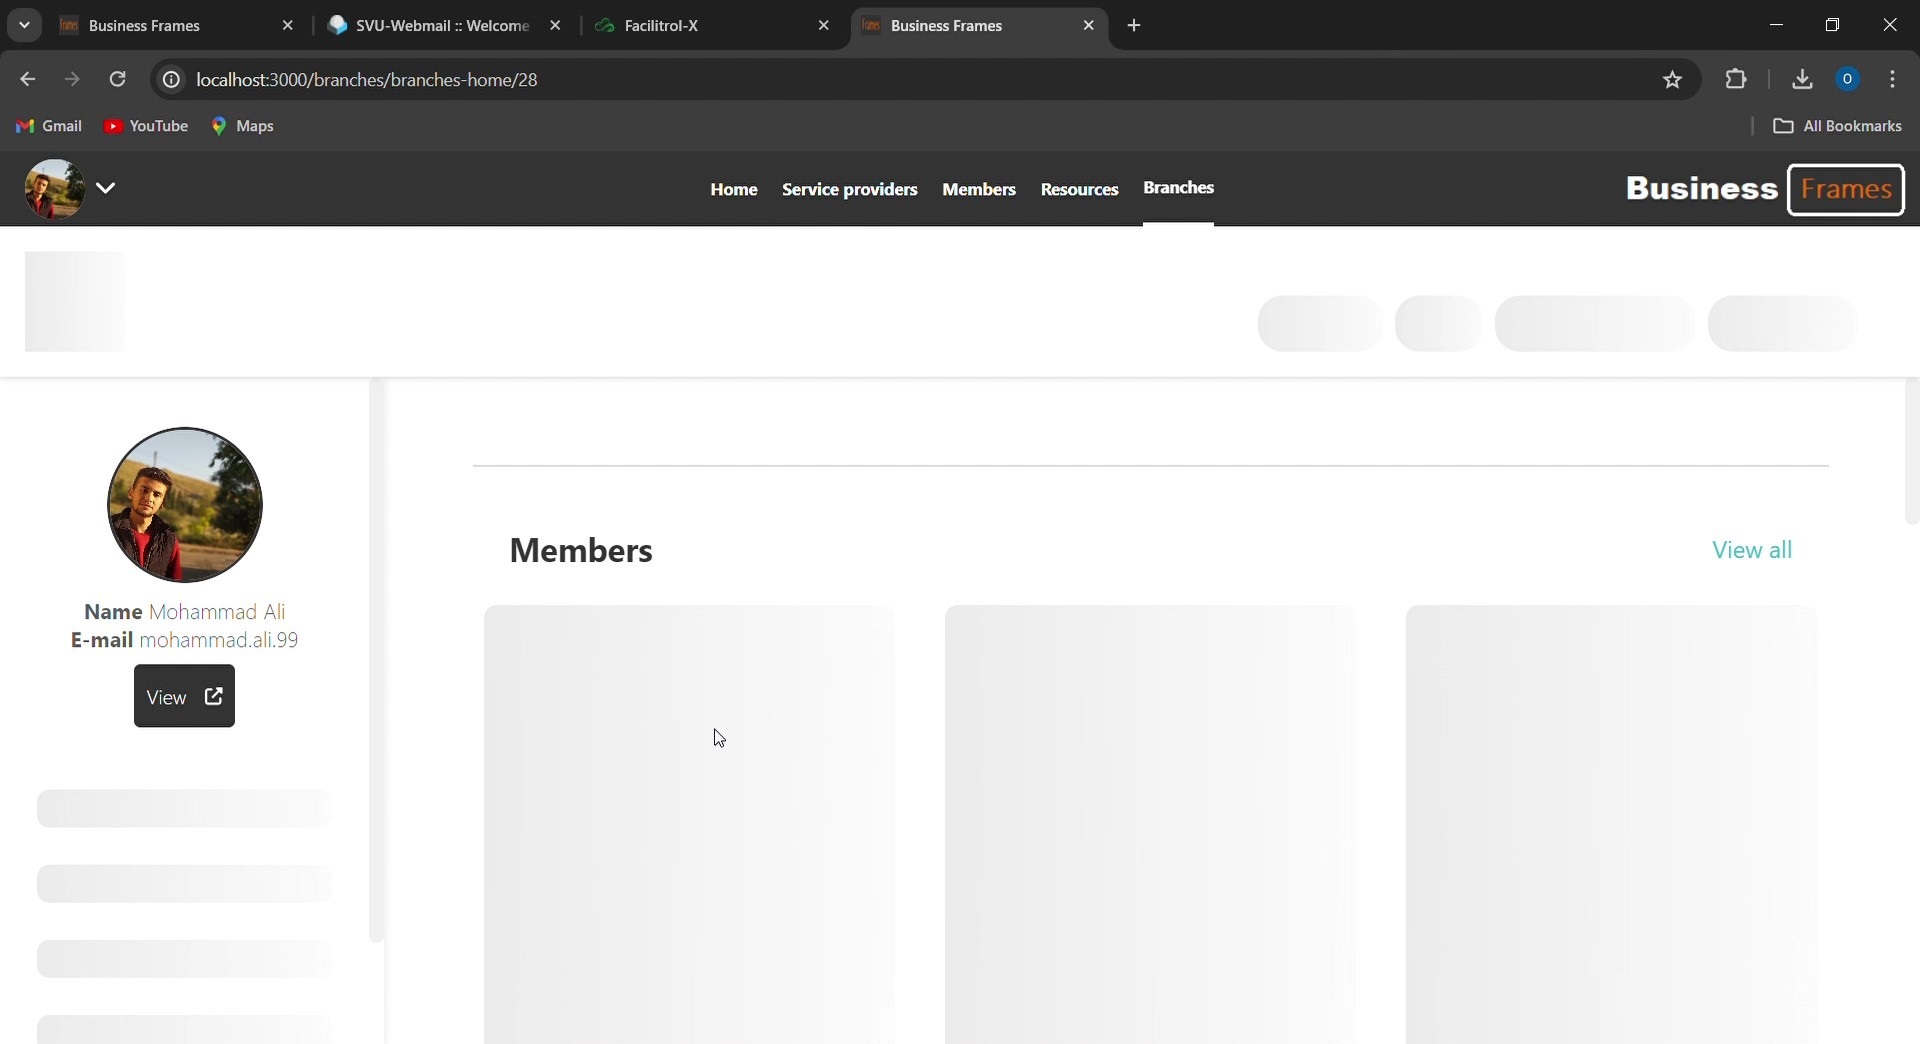 Business Frames
SVU-Webmail :: Welcome
Facilitrol-X
Business Frames
localhost:3000/branches/branches-home/28
O
Gmail
YouTube
Maps
All Bookmarks
Home
Service providers
Members
Resources
Branches
Business Frames
Name Mohammad Ali
E-mail mohammad.ali.99
View
Members
View all